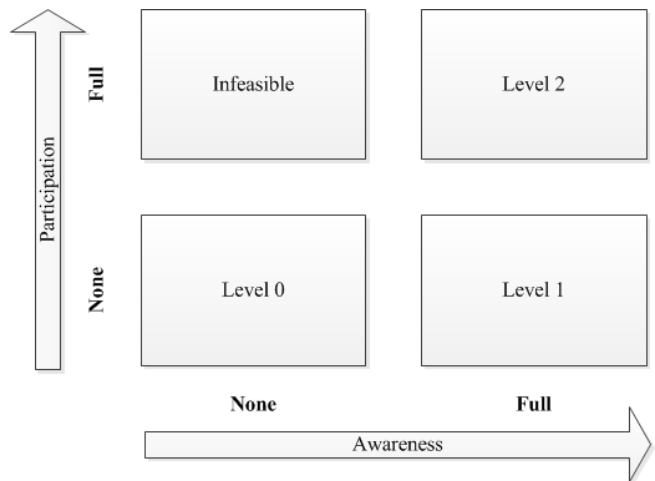 Participation
Full
None
Infeasible
Level 2
Level 0
Level 1
None
Full
Awareness